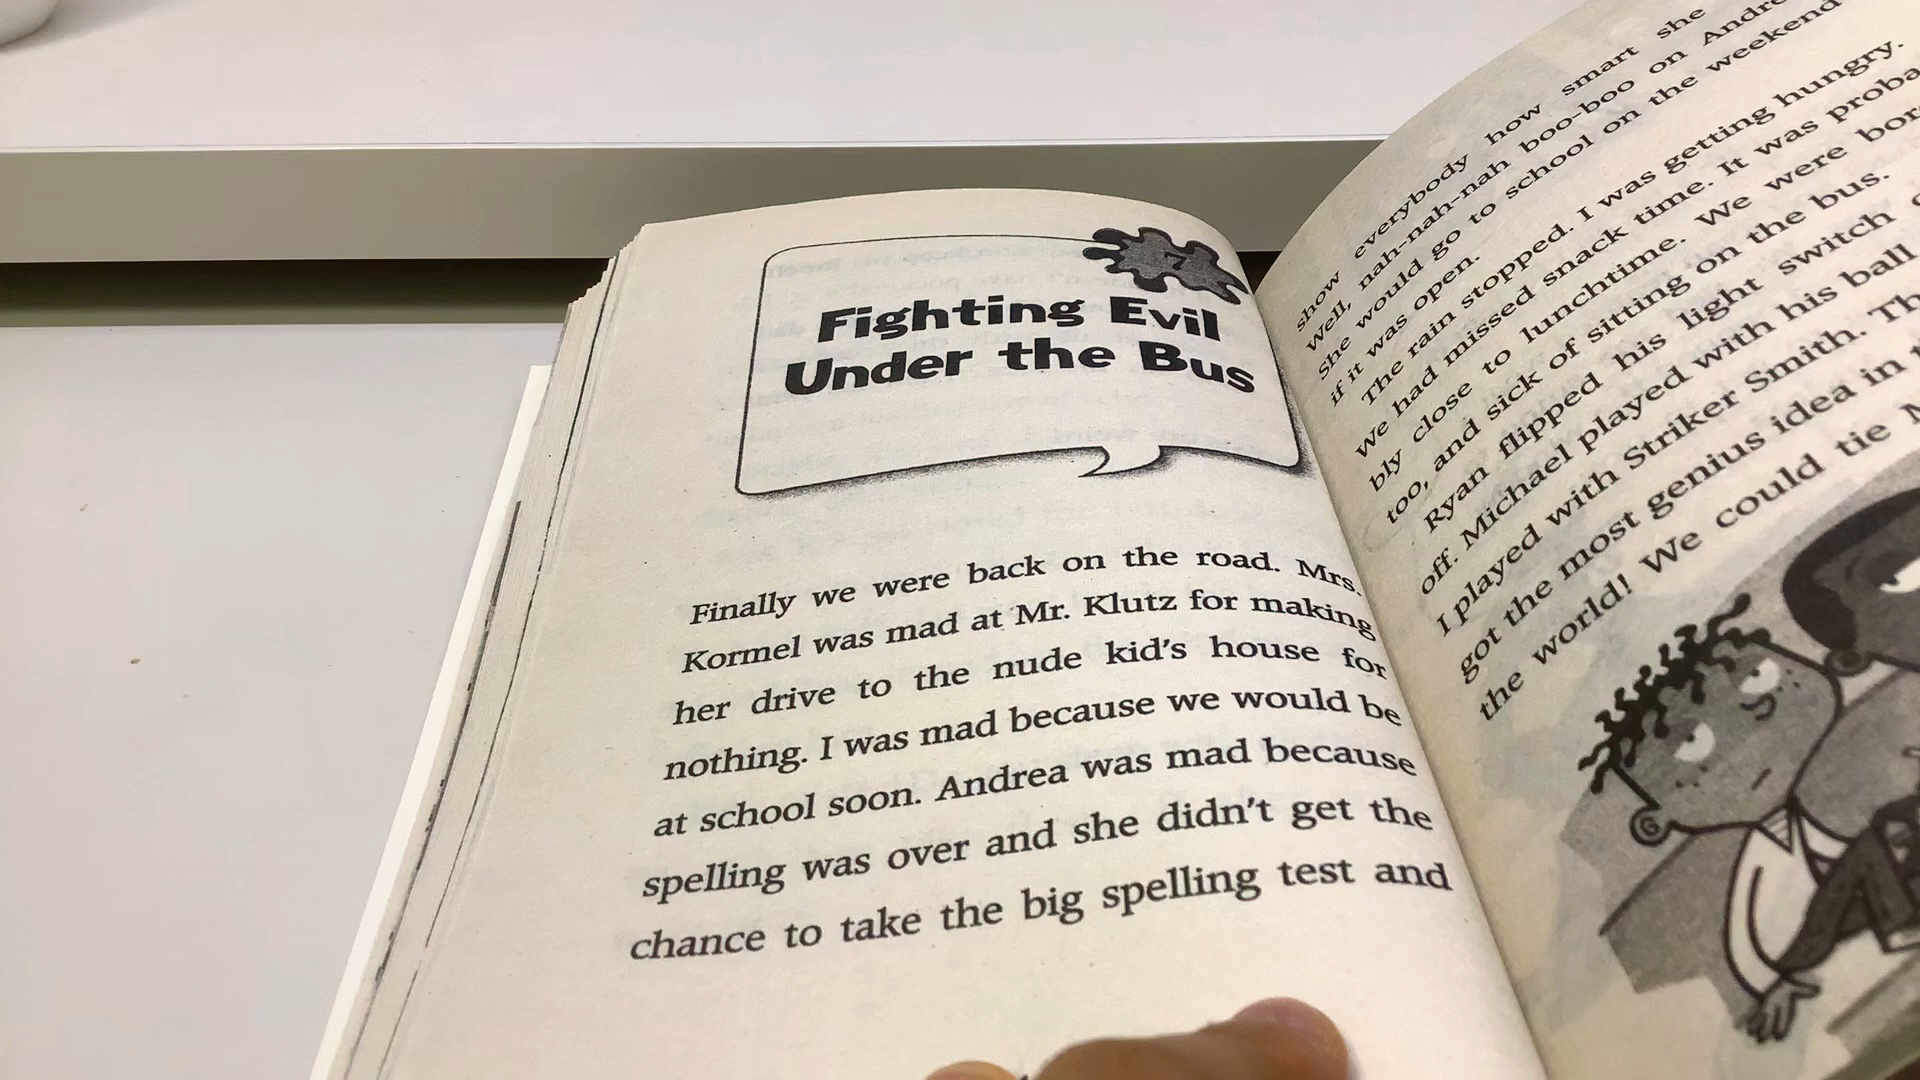 7
Fighting Evil
Under the Bus
Finally we were back on the road. Mrs.
Kormel was mad at Mr. Klutz for making
her drive to the nude kid's house for
nothing. I was mad because we would be
at school soon. Andrea was mad because
spelling was over and she didn't get the
chance to take the big spelling test and
show everybody how smart she
Well, nah-nah-nah boo-boo on
She would go to school on the weekend
if it was open.
The rain stopped. I was getting hungry.
We had missed snack time. It was
bly close to lunchtime. We were
too, and sick of sitting on the bus.
Ryan flipped his light switch
off. Michael played with his ball
I played with Striker Smith.
got the most genius idea in
the world! We could tie